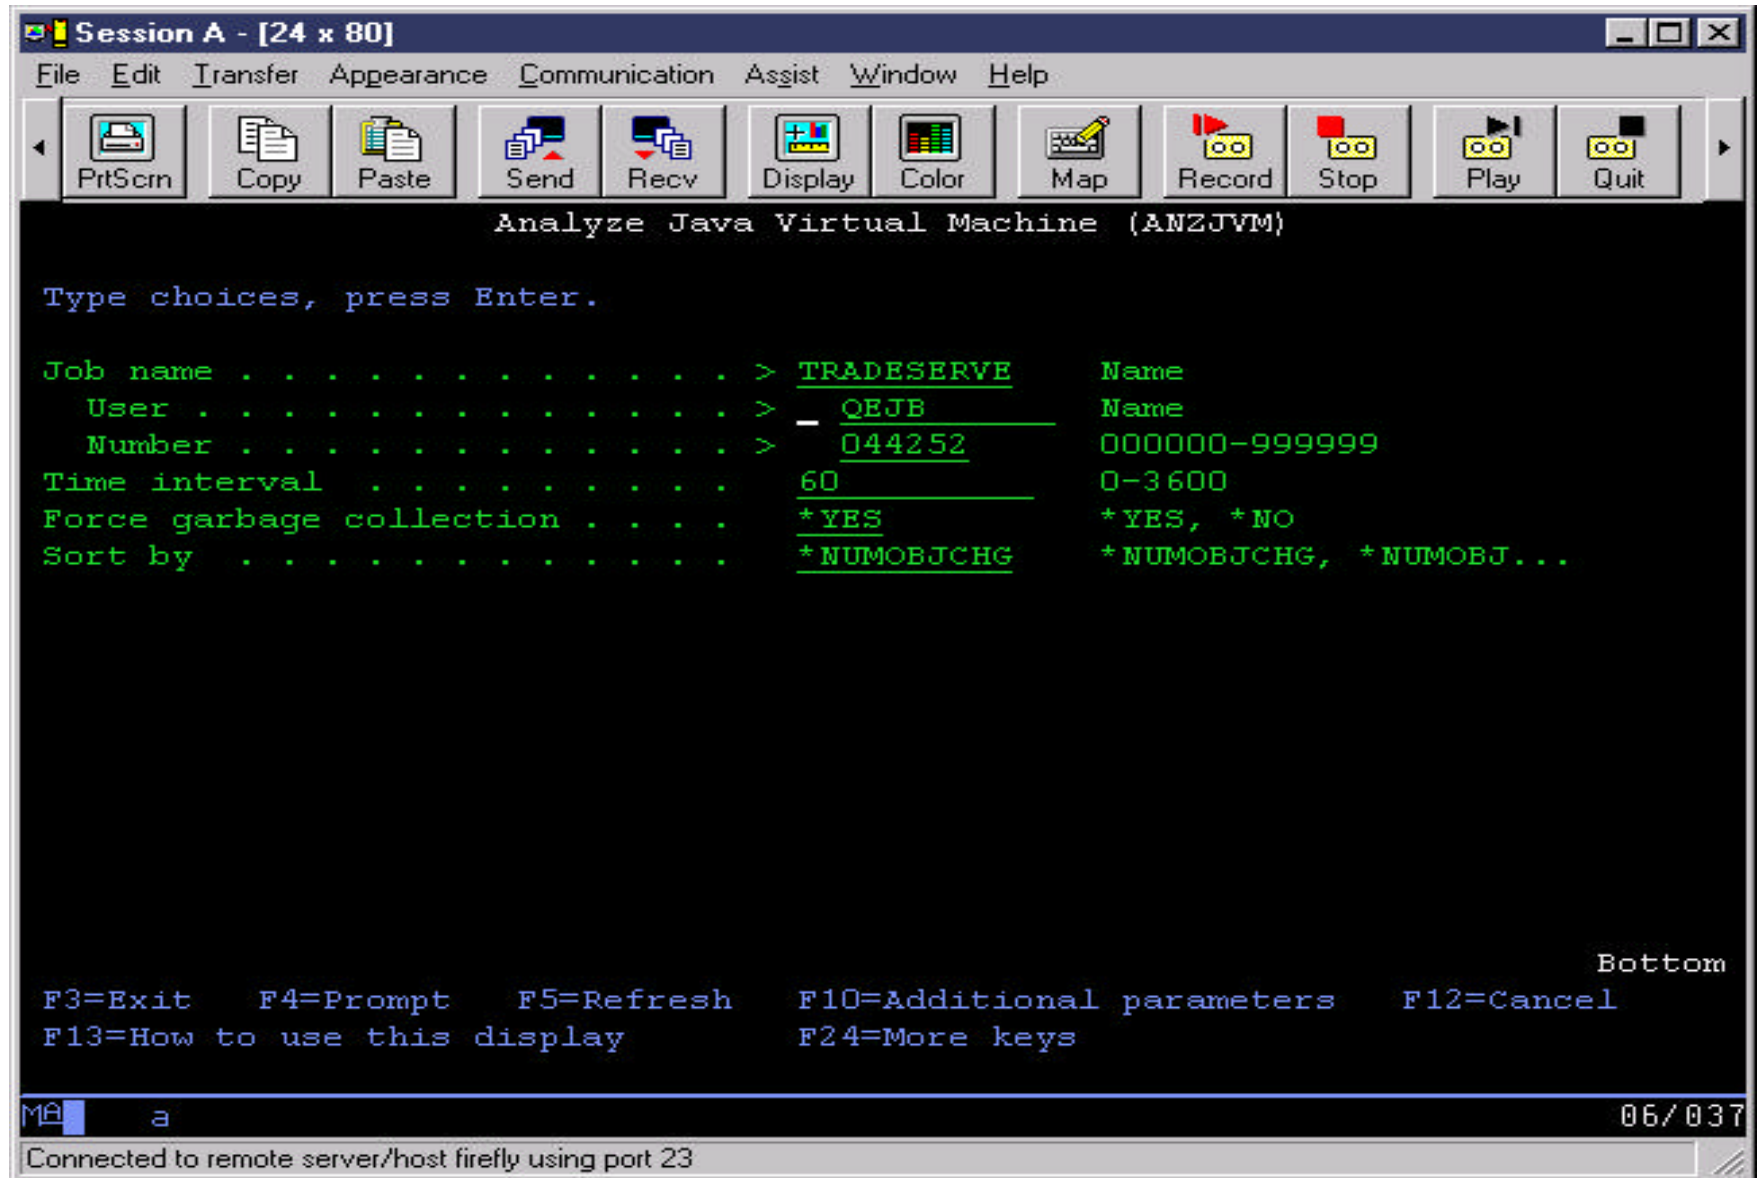 Session A - [24 x 80]
File Edit Transfer Appearance Communication Assist Window Help
PrtScrn Copy Paste Send Recv Display Color Map Record Stop Play Quit
Analyze Java Virtual Machine (ANZJVM)
Type choices, press Enter.
Job name . . . . . . . . . . . . > TRADESERVE Name
User . . . . . . . . . . . . . > QEJB Name
Number . . . . . . . . . . . . > 044252 000000-999999
Time interval . . . . . . . . . 60 0-3600
Force garbage collection . . . . *YES *YES, *NO
Sort by . . . . . . . . . . . . *NUMOBJCHG *NUMOBJCHG, *NUMOBJ...
Bottom
F3=Exit F4=Prompt F5=Refresh F10=Additional parameters F12=Cancel
F13=How to use this display F24=More keys
MA a 06/037
Connected to remote server/host firefly using port 23